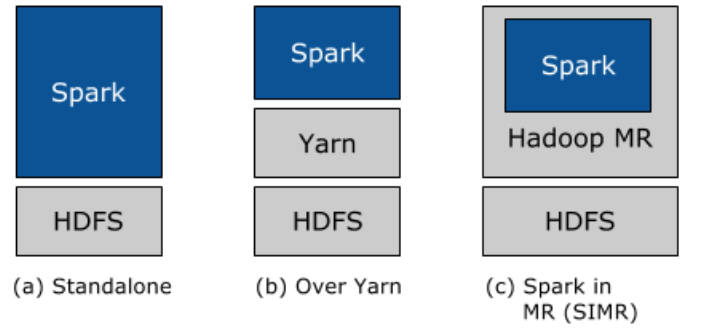 Spark
HDFS
(a) Standalone
Spark
Yarn
HDFS
(b) Over Yarn
Spark
Hadoop MR
HDFS
(c) Spark in
MR (SIMR)